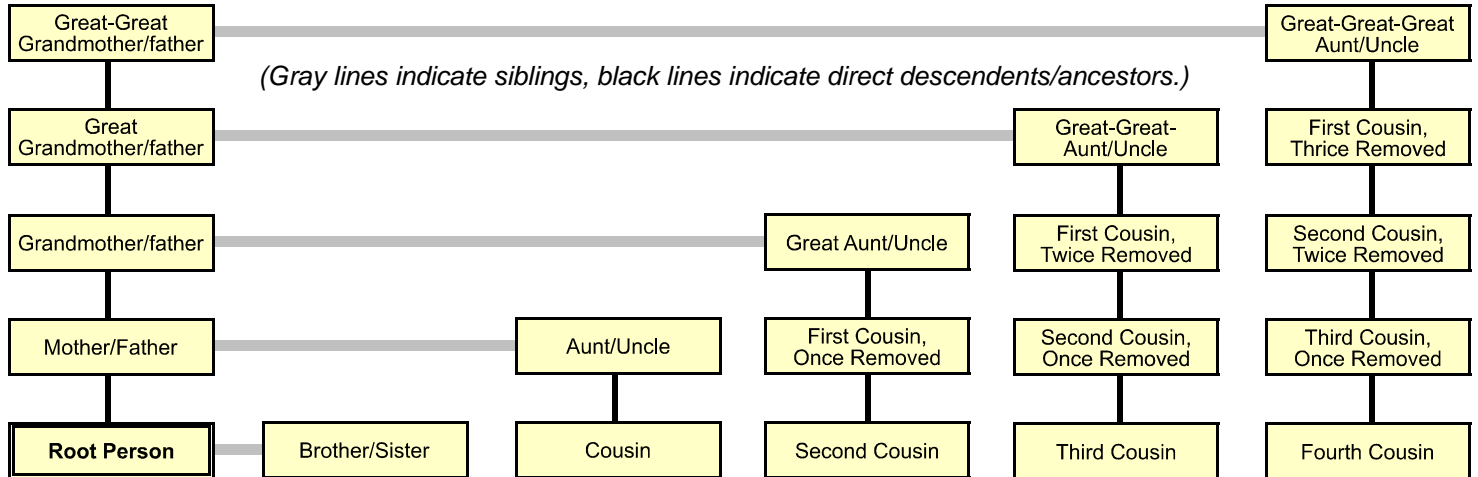 Great-Great
Grandmother/father
Great-Great-Great
Aunt/Uncle
(Gray lines indicate siblings, black lines indicate direct descendents/ancestors.)
Great
Grandmother/father
Great-Great-
Aunt/Uncle
First Cousin,
Thrice Removed
Grandmother/father
Great Aunt/Uncle
First Cousin,
Twice Removed
Second Cousin,
Twice Removed
Mother/Father
Aunt/Uncle
First Cousin,
Once Removed
Second Cousin,
Once Removed
Third Cousin,
Once Removed
Root Person
Brother/Sister
Cousin
Second Cousin
Third Cousin
Fourth Cousin